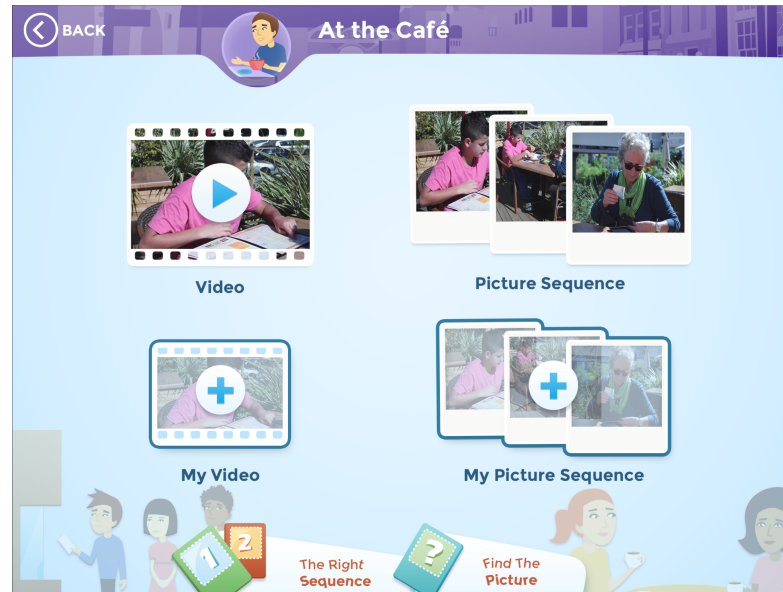 BACK
At the Café
Video
Picture Sequence
My Video
My Picture Sequence
1
2
The Right
Sequence
?
Find The
Picture